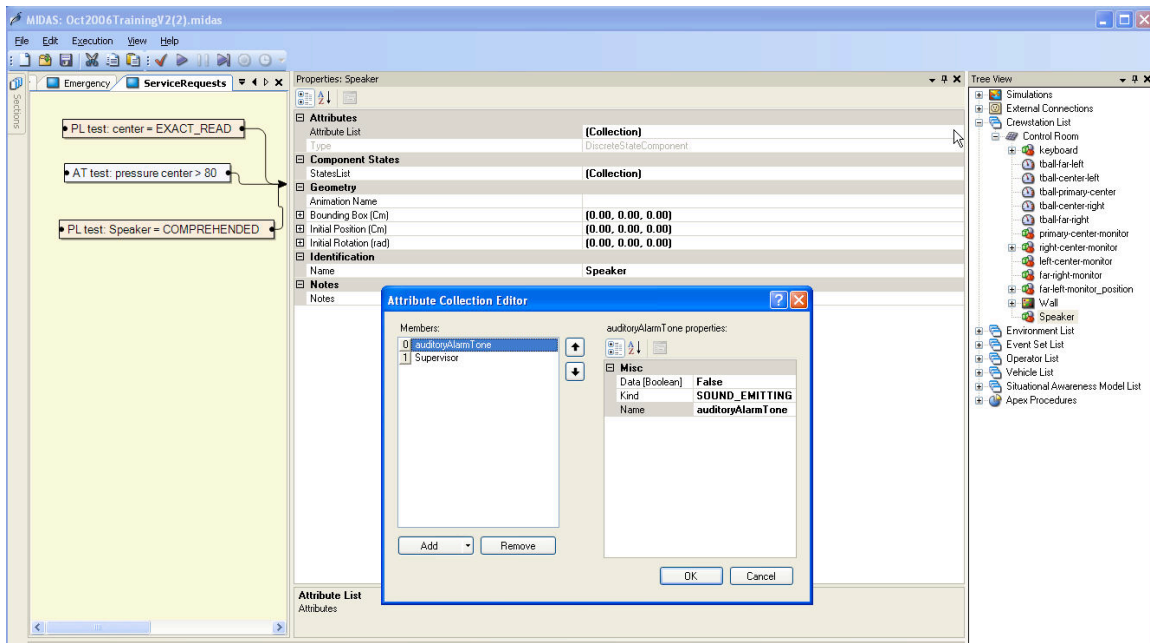 MIDAS: Oct2006TrainingV2(2).midas
File Edit Execution View Help
Sections
Emergency ServiceRequests
PL test: center = EXACT_READ
AT test: pressure center > 80
PL test: Speaker = COMPREHENDED
Properties: Speaker
Attributes
Attribute List (Collection)
Type DiscreteStateComponent
Component States
StatesList (Collection)
Geometry
Animation Name
Bounding Box (Cm) (0.00, 0.00, 0.00)
Initial Position (Cm) (0.00, 0.00, 0.00)
Initial Rotation (rad) (0.00, 0.00, 0.00)
Identification
Name Speaker
Notes
Notes
Attribute Collection Editor
Members:
0 auditoryAlarmTone
1 Supervisor
Add Remove
auditoryAlarmTone properties:
Misc
Data [Boolean] False
Kind SOUND_EMITTING
Name auditoryAlarmTone
OK Cancel
Attribute List
Attributes
Tree View
Simulations
External Connections
Crewstation List
Control Room
keyboard
tball-far-left
tball-center-left
tball-primary-center
tball-center-right
tball-far-right
primary-center-monitor
right-center-monitor
left-center-monitor
far-right-monitor
far-left-monitor_position
Wall
Speaker
Environment List
Event Set List
Operator List
Vehicle List
Situational Awareness Model List
Apex Procedures